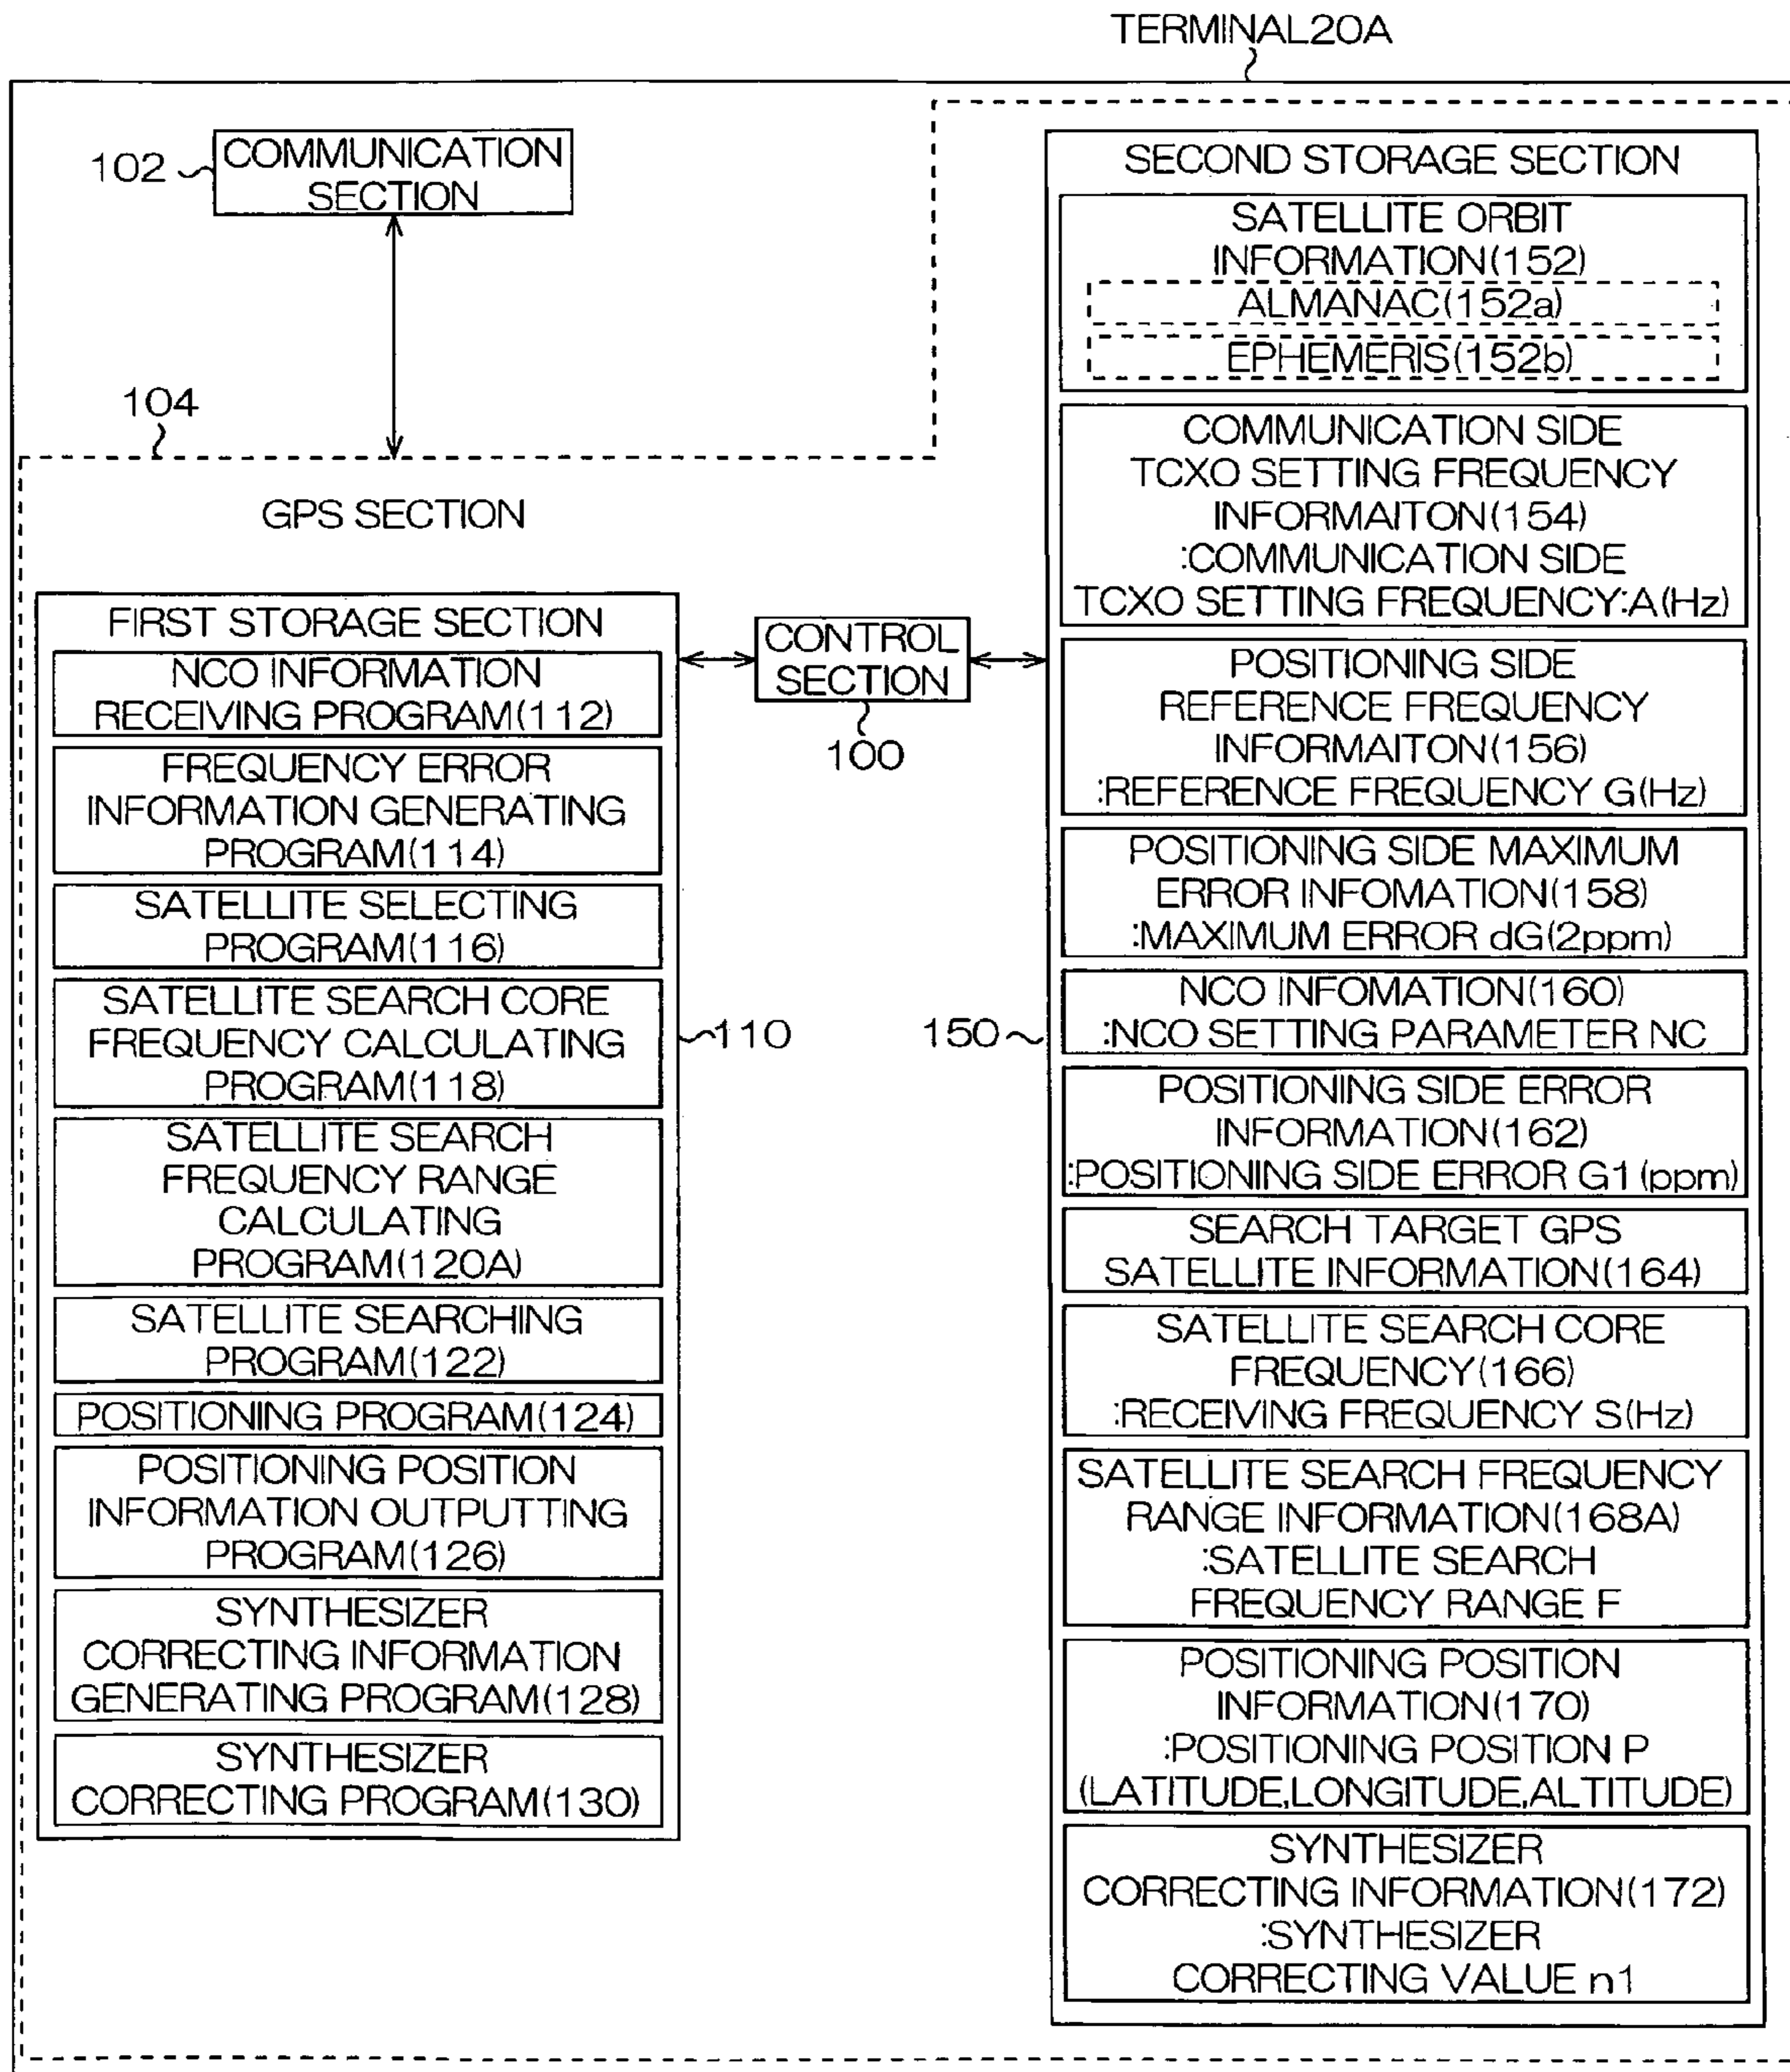 TERMINAL20A
102
COMMUNICATION
SECTION
104
GPS SECTION
FIRST STORAGE SECTION
NCO INFORMATION
RECEIVING PROGRAM(112)
FREQUENCY ERROR
INFORMATION GENERATING
PROGRAM(114)
SATELLITE SELECTING
PROGRAM(116)
SATELLITE SEARCH CORE
FREQUENCY CALCULATING
PROGRAM(118)
SATELLITE SEARCH
FREQUENCY RANGE
CALCULATING
PROGRAM(120A)
SATELLITE SEARCHING
PROGRAM(122)
POSITIONING PROGRAM(124)
POSITIONING POSITION
INFORMATION OUTPUTTING
PROGRAM(126)
SYNTHESIZER
CORRECTING INFORMATION
GENERATING PROGRAM(128)
SYNTHESIZER
CORRECTING PROGRAM(130)
110
CONTROL
SECTION
100
150
SECOND STORAGE SECTION
SATELLITE ORBIT
INFORMATION(152)
ALMANAC(152a)
EPHEMERIS(152b)
COMMUNICATION SIDE
TCXO SETTING FREQUENCY
INFORMAITON(154)
:COMMUNICATION SIDE
TCXO SETTING FREQUENCY:A(Hz)
POSITIONING SIDE
REFERENCE FREQUENCY
INFORMAITON(156)
:REFERENCE FREQUENCY G(Hz)
POSITIONING SIDE MAXIMUM
ERROR INFOMATION(158)
:MAXIMUM ERROR dG(2ppm)
NCO INFOMATION(160)
:NCO SETTING PARAMETER NC
POSITIONING SIDE ERROR
INFORMATION(162)
:POSITIONING SIDE ERROR G1(ppm)
SEARCH TARGET GPS
SATELLITE INFORMATION(164)
SATELLITE SEARCH CORE
FREQUENCY(166)
:RECEIVING FREQUENCY S(Hz)
SATELLITE SEARCH FREQUENCY
RANGE INFORMATION(168A)
:SATELLITE SEARCH
FREQUENCY RANGE F
POSITIONING POSITION
INFORMATION(170)
:POSITIONING POSITION P
(LATITUDE,LONGITUDE,ALTITUDE)
SYNTHESIZER
CORRECTING INFORMATION(172)
:SYNTHESIZER
CORRECTING VALUE n1